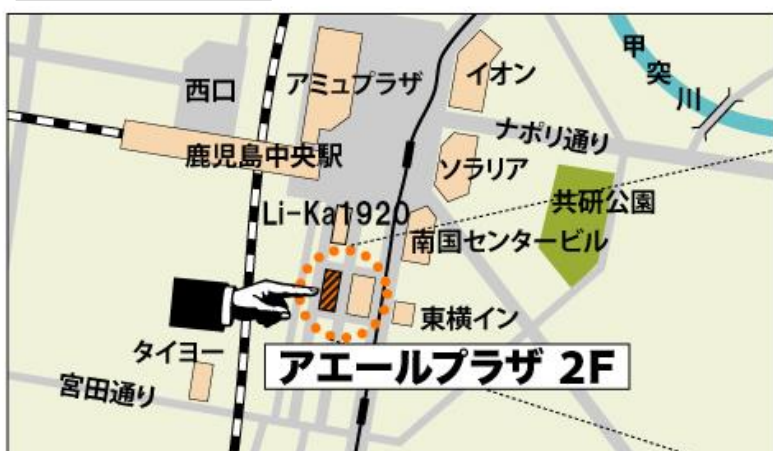 西口
アミュプラザ
イオン
甲突川
ナポリ通り
鹿児島中央駅
ソラリア
共研公園
Li-Ka1920
南国センタービル
東横イン
タイヨー
アエールプラザ 2F
宮田通り